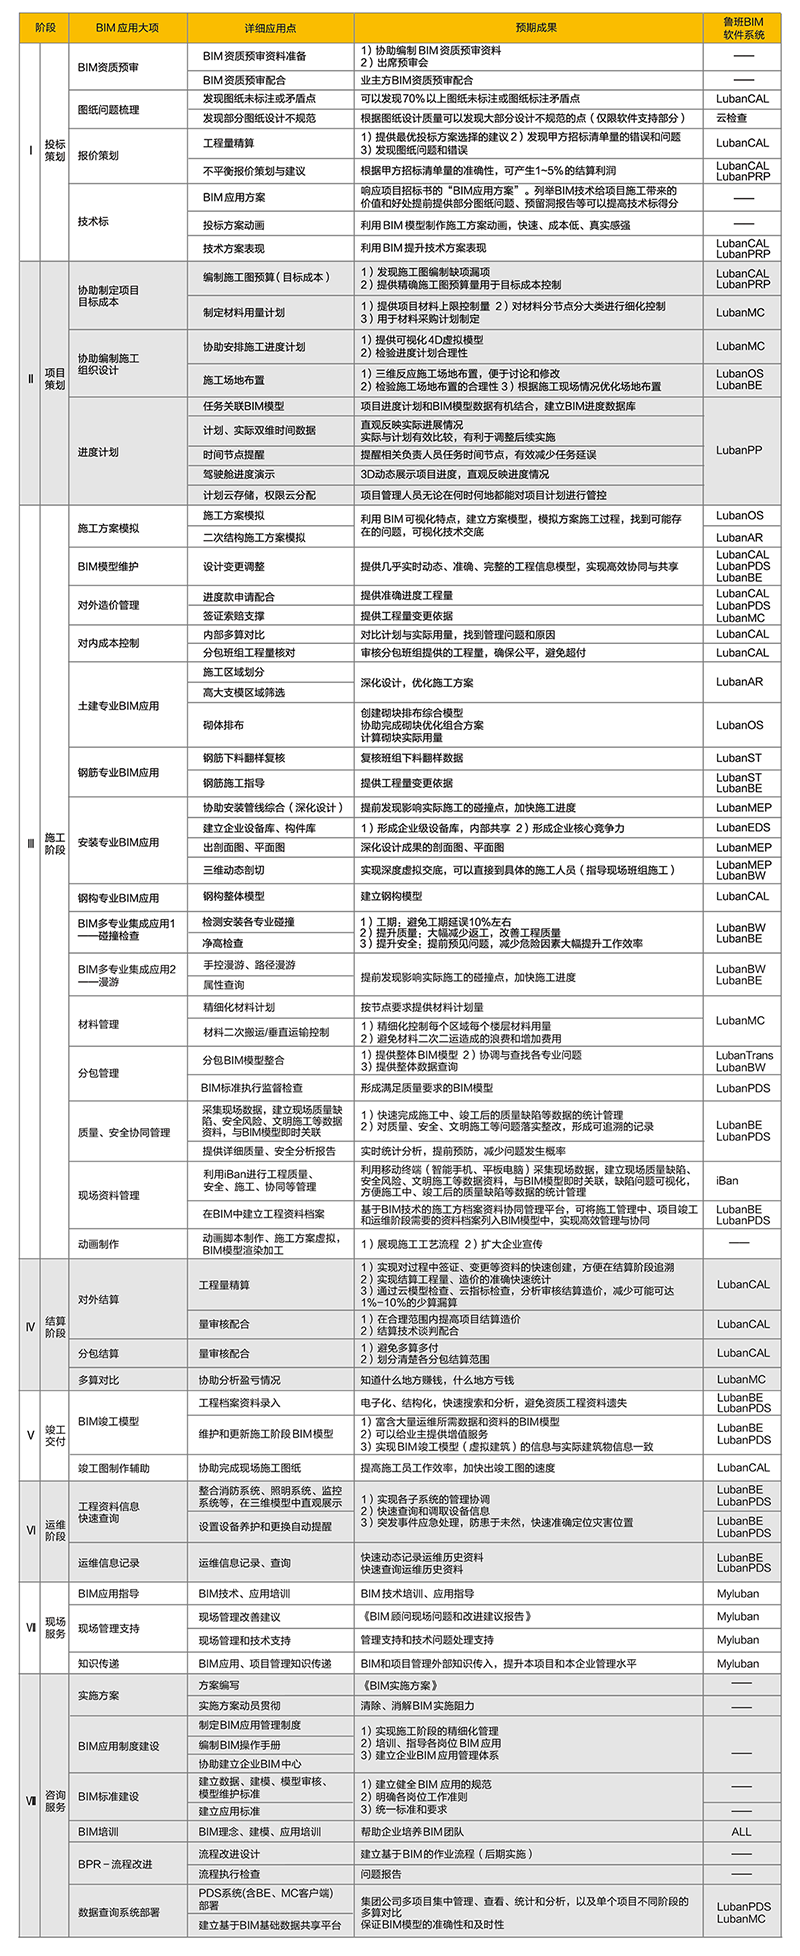 阶段 BIM 应用大项 详细应用点 预期成果 鲁班BIM
软件系统
Ⅰ 投标
策划
BIM资质预审
BIM 资质预审资料准备
1）协助编制 BIM 资质预审资料
2）出席预审会
——
BIM 资质预审配合 业主方BIM资质预审配合 ——
图纸问题梳理
发现图纸未标注或矛盾点 可以发现70%以上图纸未标注或图纸标注矛盾点 LubanCAL
发现部分图纸设计不规范 根据图纸设计质量可以发现大部分设计不规范的点（仅限软件支持部分） 云检查
报价策划
工程量精算
1）提供最优投标方案选择的建议 2）发现甲方招标清单量的错误和问题
3）发现图纸问题和错误
LubanCAL
不平衡报价策划与建议 根据甲方招标清单量的准确性，可产生1~5%的结算利润
LubanCAL
LubanPRP
技术标
BIM 应用方案
响应项目招标书的“BIM应用方案”。列举BIM技术给项目施工带来的
价值和好处提前提供部分图纸问题、预留洞报告等可以提高技术标得分
——
投标方案动画 利用 BIM 模型制作施工方案动画，快速、成本低、真实感强 ——
技术方案表现 利用 BIM 提升技术方案表现
LubanCAL
LubanPRP
Ⅱ 项目
策划
协助制定项目
目标成本
编制施工图预算（目标成本）
1）发现施工图编制缺项漏项
2）提供精确施工图预算量用于目标成本控制
LubanCAL
LubanPRP
制定材料用量计划
1）提供项目材料上限控制量 2）对材料分节点分大类进行细化控制
3）用于材料采购计划制定
LubanMC
协助编制施工
组织设计
协助安排施工进度计划
1）提供可视化 4D虚拟模型
2）检验进度计划合理性
LubanMC
施工场地布置
1）三维反应施工场地布置，便于讨论和修改
2）检验施工场地布置的合理性 3）根据施工现场情况优化场地布置
LubanOS
LubanBE
进度计划
任务关联BIM模型 项目进度计划和BIM模型数据有机结合，建立BIM进度数据库
计划、实际双维时间数据
直观反映实际进展情况
实际与计划有效比较，有利于调整后续实施
时间节点提醒 提醒相关负责人员任务时间节点，有效减少任务延误
LubanPP
驾驶舱进度演示 3D动态展示项目进度，直观反映进度情况
计划云存储，权限云分配 项目管理人员无论在何时何地都能对项目计划进行管控
Ⅲ 施工
阶段
施工方案模拟
施工方案模拟
利用 BIM 可视化特点，建立方案模型，模拟方案施工过程，找到可能存
在的问题，可视化技术交底
LubanOS
二次结构施工方案模拟 LubanAR
BIM模型维护 设计变更调整 提供几乎实时动态、准确、完整的工程信息模型，实现高效协同与共享
LubanCAL
LubanPDS
LubanBE
对外造价管理
进度款申请配合 提供准确进度工程量
签证索赔支撑 提供工程量变更依据
LubanCAL
LubanPDS
LubanMC
对内成本控制
内部多算对比 对比计划与实际用量，找到管理问题和原因 LubanCAL
分包班组工程量核对 审核分包班组提供的工程量，确保公平，避免超付 LubanCAL
土建专业BIM应用
施工区域划分
高大支模区域筛选
深化设计，优化施工方案 LubanAR
砌体排布
创建砌块排布综合模型
协助完成砌块优化组合方案
计算砌块实际用量
LubanOS
钢筋专业BIM应用
钢筋下料翻样复核 复核班组下料翻样数据 LubanST
钢筋施工指导 提供工程量变更依据
LubanST
LubanBE
安装专业BIM应用
协助安装管线综合（深化设计） 提前发现影响实际施工的碰撞点，加快施工进度 LubanMEP
建立企业设备库、构件库 1）形成企业级设备库，内部共享 2）形成企业核心竞争力 LubanEDS
出剖面图、平面图 深化设计成果的剖面图、平面图 LubanMEP
三维动态剖切 实现深度虚拟交底，可以直接到具体的施工人员（指导现场班组施工）
LubanMEP
LubanBW
钢构专业BIM应用 钢构整体模型 建立钢构模型 LubanCAL
BIM多专业集成应用1
——碰撞检查
检测安装各专业碰撞
净高检查
1）工期：避免工期延误10%左右
2）提升质量：大幅减少返工，改善工程质量
3）提升安全：提前预见问题，减少危险因素大幅提升工作效率
LubanBW
LubanBE
BIM多专业集成应用2
——漫游
手控漫游、路径漫游
属性查询
提前发现影响实际施工的碰撞点，加快施工进度
LubanBW
LubanBE
材料管理
精细化材料计划 按节点要求提供材料计划量
材料二次搬运/垂直运输控制
1）精细化控制每个区域每个楼层材料用量
2）避免材料二次二运造成的浪费和增加费用
LubanMC
分包管理
分包BIM模型整合
1）提供整体 BIM模型 2）协调与查找各专业问题
3）提供整体数据查询
LubanTrans
LubanBW
BIM标准执行监督检查 形成满足质量要求的BIM模型 LubanPDS
质量、安全协同管理
采集现场数据，建立现场质量缺
陷、安全风险、文明施工等数据
资料，与BIM模型即时关联
1）快速完成施工中、竣工后的质量缺陷等数据的统计管理
2）对质量、安全、文明施工等问题落实整改，形成可追溯的记录
LubanBE
LubanPDS
提供详细质量、安全分析报告 实时统计分析，提前预防，减少问题发生概率
现场资料管理
利用iBan进行工程质量、
安全、施工、协同等管理
利用移动终端（智能手机、平板电脑）采集现场数据，建立现场质量缺陷、
安全风险、文明施工等数据资料，与BIM模型即时关联，缺陷问题可视化，
方便施工中、竣工后的质量缺陷等数据的统计管理
iBan
在BIM中建立工程资料档案
基于BIM技术的施工方档案资料协同管理平台，可将施工管理中、项目竣工
和运维阶段需要的资料档案列入BIM模型中，实现高效管理与协同
LubanBE
LubanPDS
动画制作
动画脚本制作、施工方案虚拟，
BIM模型渲染加工
1）展现施工工艺流程 2）扩大企业宣传 ——
Ⅳ 结算
阶段
对外结算
工程量精算
1）实现对过程中签证、变更等资料的快速创建，方便在结算阶段追溯
2）实现结算工程量、造价的准确快速统计
3）通过云模型检查、云指标检查，分析审核结算造价，减少可能可达
1%-10%的少算漏算
LubanCAL
量审核配合
1）在合理范围内提高项目结算造价
2）结算技术谈判配合
LubanCAL
分包结算 量审核配合
1）避免多算多付
2）划分清楚各分包结算范围
LubanCAL
多算对比 协助分析盈亏情况 知道什么地方赚钱，什么地方亏钱 LubanMC
Ⅴ 竣工
交付
BIM竣工模型
工程档案资料录入 电子化、结构化，快速搜索和分析，避免资质工程资料遗失
LubanBE
LubanPDS
维护和更新施工阶段 BIM模型
1）富含大量运维所需数据和资料的BIM模型
2）可以给业主提供增值服务
3）实现 BIM竣工模型（虚拟建筑）的信息与实际建筑物信息一致
LubanBE
LubanPDS
竣工图制作辅助 协助完成现场施工图纸 提高施工员工作效率，加快出竣工图的速度 LubanCAL
Ⅵ 运维
阶段
工程资料信息
快速查询
整合消防系统、照明系统、监控
系统等，在三维模型中直观展示
1）实现各子系统的管理协调
2）快速查询和调取设备信息
3）突发事件应急处理，防患于未然，快速准确定位灾害位置
LubanBE
LubanPDS
设置设备养护和更换自动提醒
LubanBE
LubanPDS
运维信息记录 运维信息记录、查询
快速动态记录运维历史资料
快速查询运维历史资料
LubanBE
LubanPDS
Ⅶ 现场
服务
BIM应用指导 BIM技术、应用培训 BIM 技术培训、应用指导 Myluban
现场管理支持
现场管理改善建议 《BIM 顾问现场问题和改进建议报告》 Myluban
现场管理和技术支持 管理支持和技术问题处理支持 Myluban
知识传递 BIM应用、项目管理知识传递 BIM和项目管理外部知识传入，提升本项目和本企业管理水平 Myluban
Ⅷ 咨询
服务
实施方案
方案编写 《BIM实施方案》 ——
实施方案动员贯彻 清除、消解BIM 实施阻力 ——
BIM应用制度建设
制定BIM应用管理制度
编制BIM操作手册
协助建立企业BIM 中心
1）实现施工阶段的精细化管理
2）培训、指导各岗位 BIM 应用
3）建立企业BIM 应用管理体系
——
BIM标准建设
建立数据、建模、模型审核、
模型维护标准
建立应用标准
1）建立健全 BIM 应用的规范
2）明确各岗位工作准则
3）统一标准和要求
——
——
BIM培训 BIM理念、建模、应用培训 帮助企业培养BIM团队 ALL
BPR－流程改进
流程改进设计 建立基于BIM的作业流程（后期实施） ——
流程执行检查 问题报告 ——
数据查询系统部署
PDS系统(含BE、MC客户端)
部署
建立基于BIM基础数据共享平台
集团公司多项目集中管理、查看、统计和分析，以及单个项目不同阶段的
多算对比
保证BIM模型的准确性和及时性
LubanPDS
LubanMC